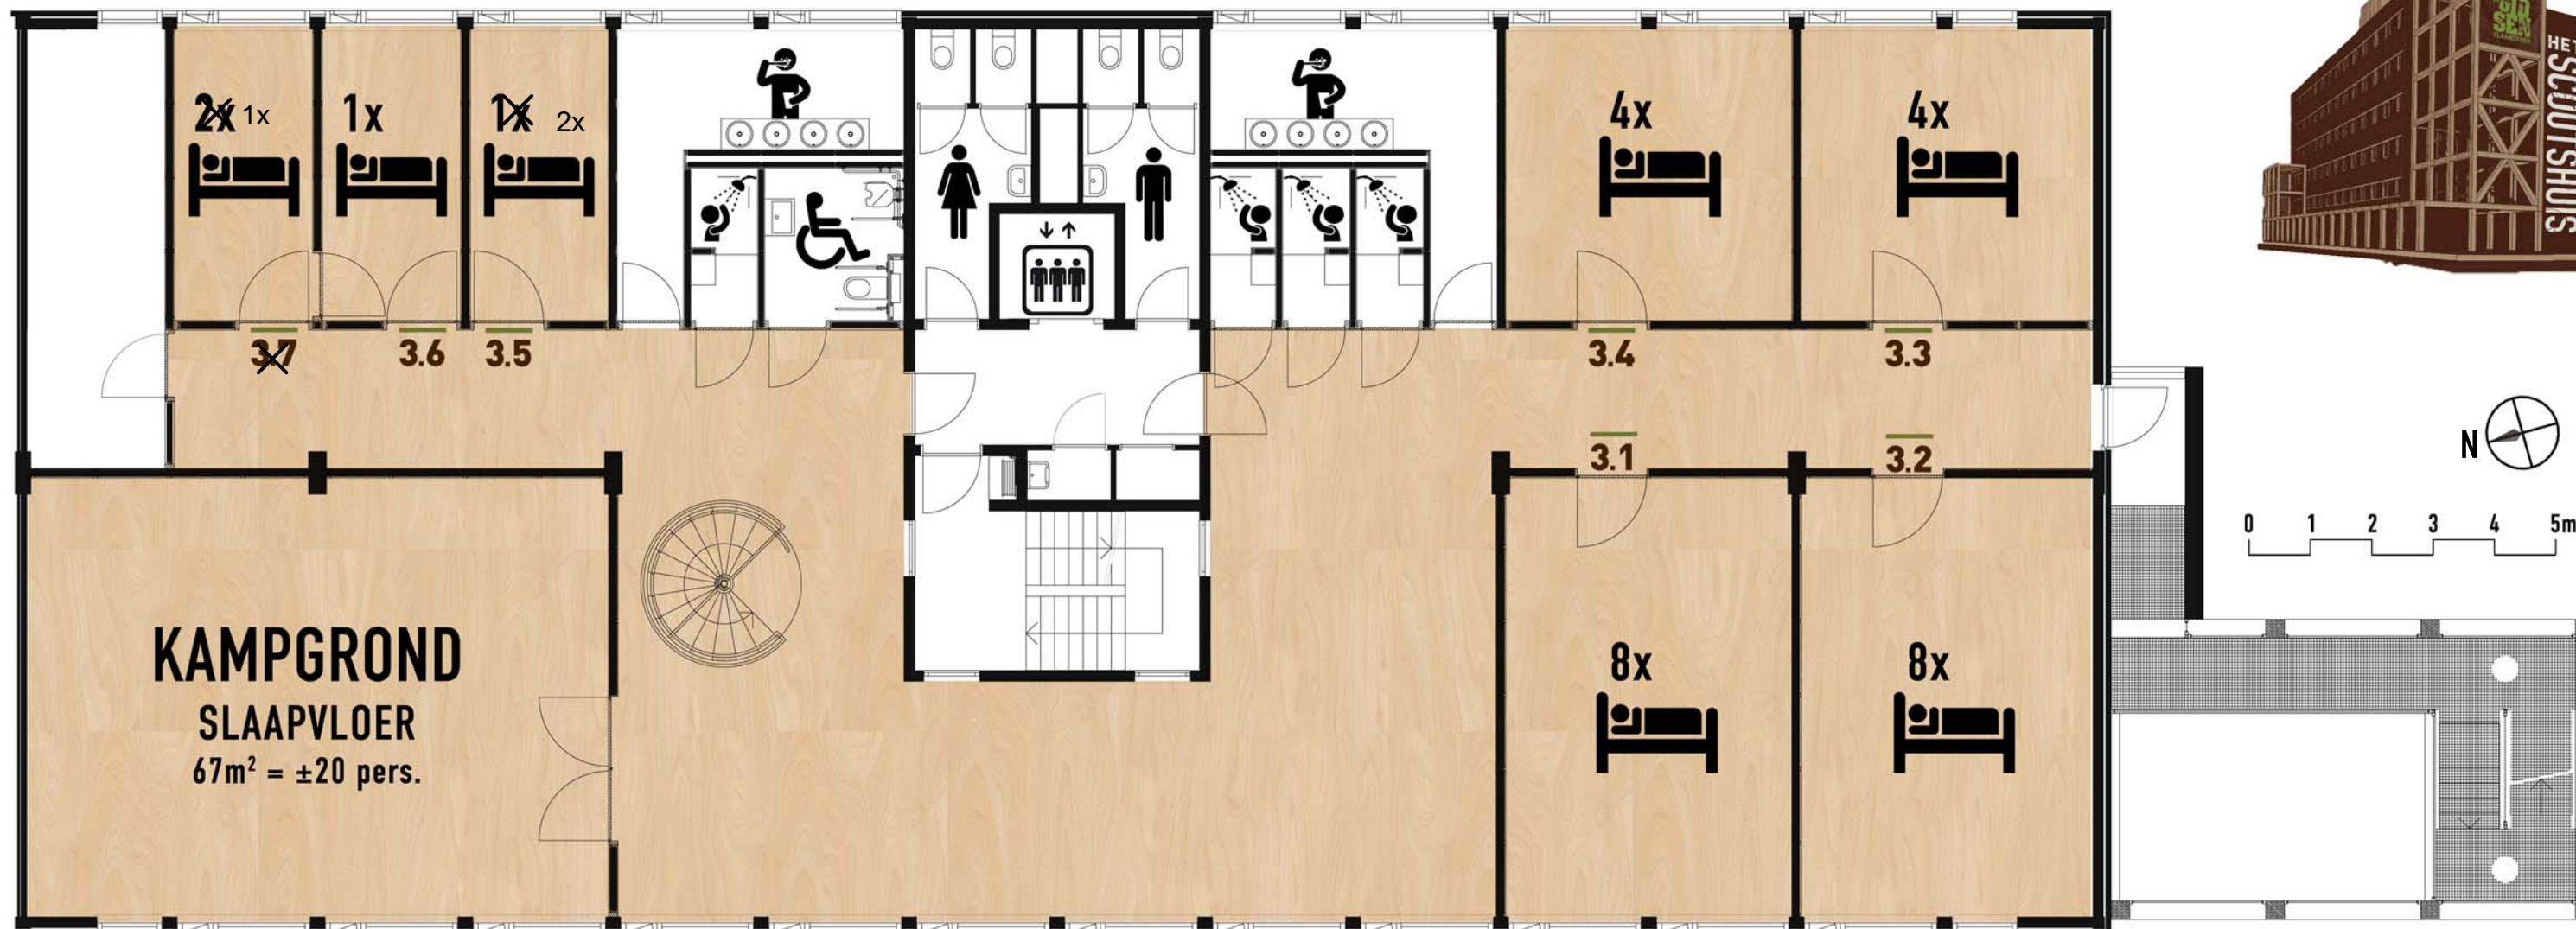 2x 1x
1x
1x 2x
4x
4x
HET
SCOUTSHUIS
3.7
3.6
3.5
3.4
3.3
3.1
3.2
N
0 1 2 3 4 5m
KAMPGROND
SLAAPVLOER
67m² = ±20 pers.
8x
8x